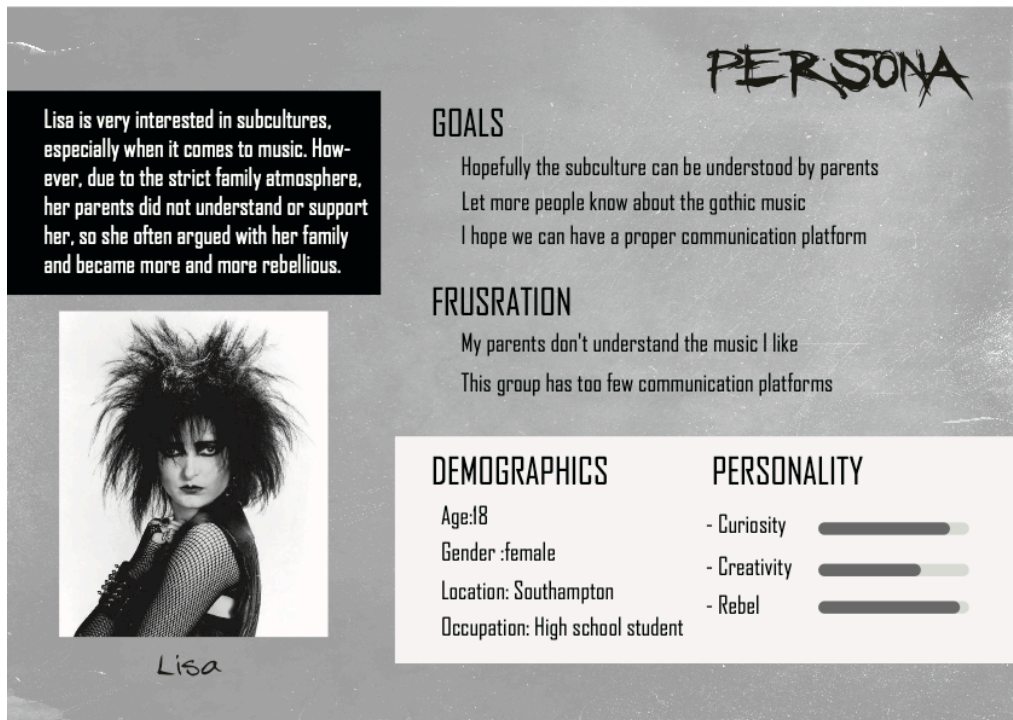 PERSONA
Lisa is very interested in subcultures,
especially when it comes to music. How-
ever, due to the strict family atmosphere,
her parents did not understand or support
her, so she often argued with her family
and became more and more rebellious.
Lisa
GOALS
Hopefully the subculture can be understood by parents
Let more people know about the gothic music
I hope we can have a proper communication platform
FRUSRATION
My parents don't understand the music I like
This group has too few communication platforms
DEMOGRAPHICS
Age:18
Gender :female
Location: Southampton
Occupation: High school student
PERSONALITY
- Curiosity
- Creativity
- Rebel